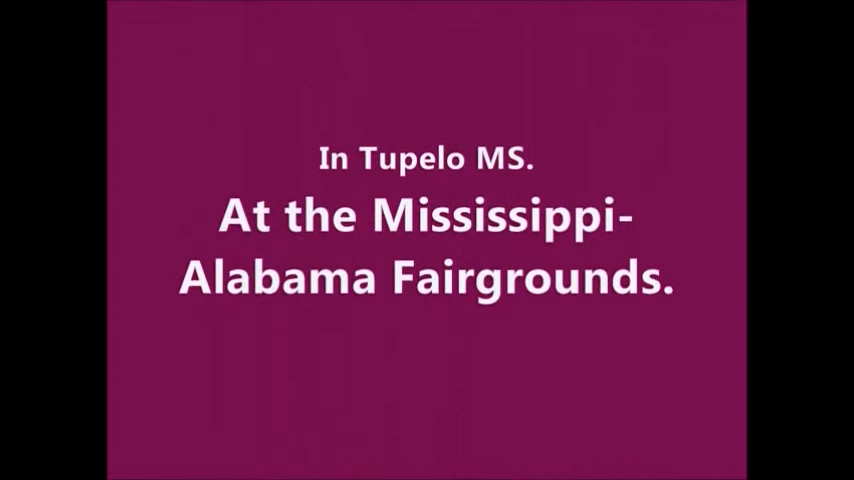 In Tupelo MS.
At the Mississippi-
Alabama Fairgrounds.